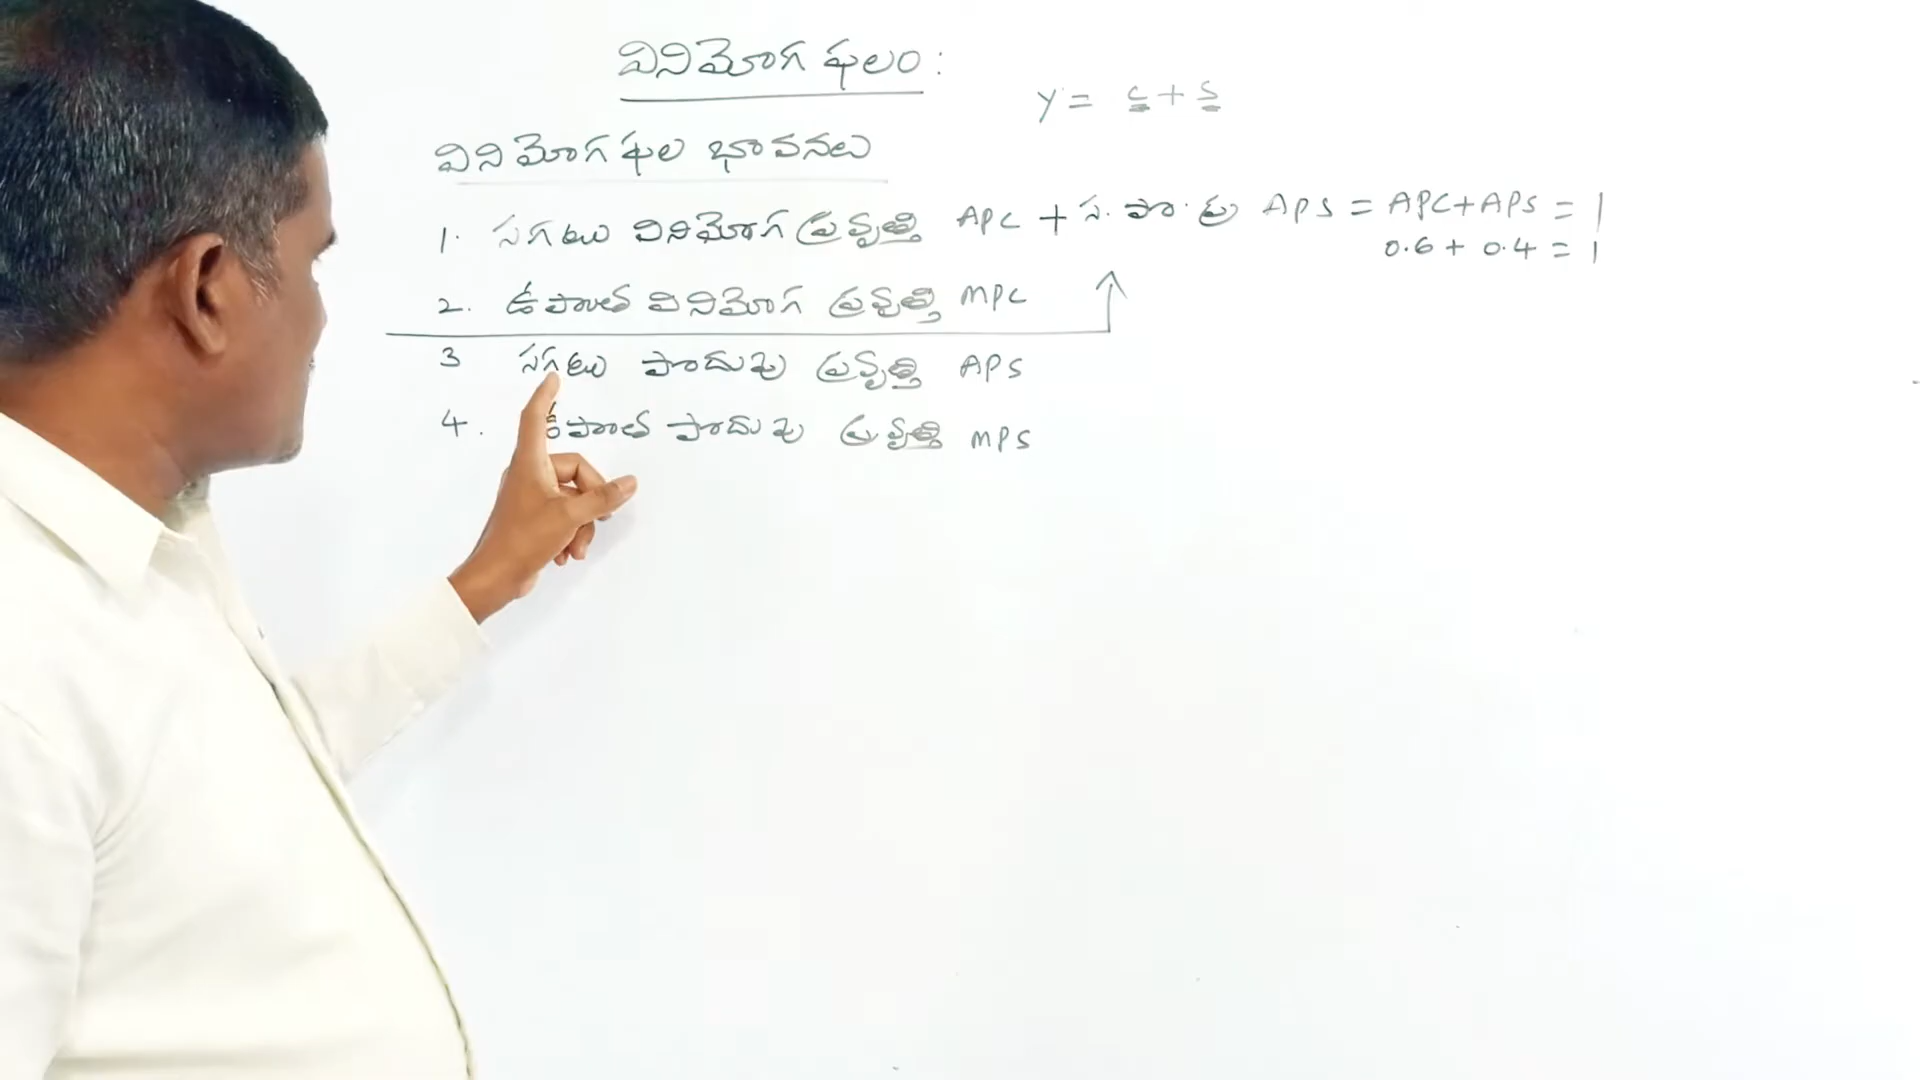 వినిమోగ ఫలం :
y = c + s
వినిమోగ ఫల భావనలు
1. సగటు వినిమోగ ప్రవృత్తి APC + స. పొ. ప్ర APS = APC+APS = 1
0.6 + 0.4 = 1
2. ఉపాంత వినిమోగ ప్రవృత్తి MPC
3 సగటు పొదుపు ప్రవృత్తి APS
4. ఉపాంత పొదుపు ప్రవృత్తి MPS